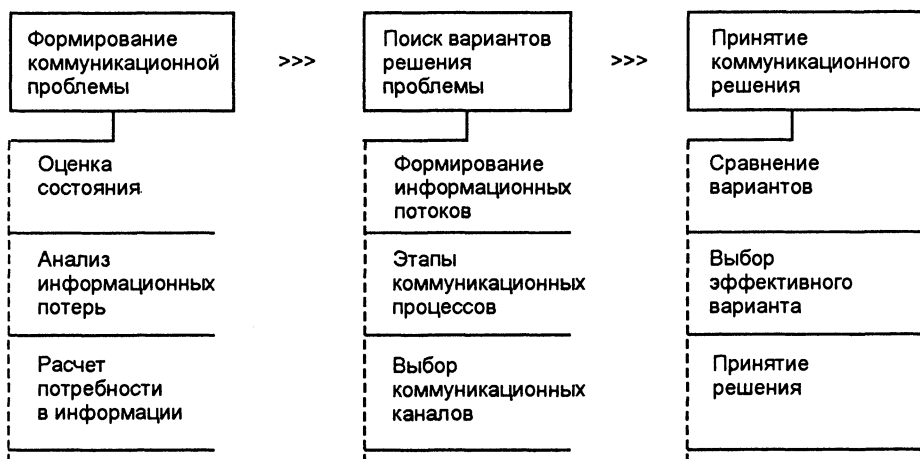 Формирование
коммуникационной
проблемы
>>>
Поиск вариантов
решения
проблемы
>>>
Принятие
коммуникационного
решения
Оценка
состояния
Анализ
информационных
потерь
Расчет
потребности
в информации
Формирование
информационных
потоков
Этапы
коммуникационных
процессов
Выбор
коммуникационных
каналов
Сравнение
вариантов
Выбор
эффективного
варианта
Принятие
решения